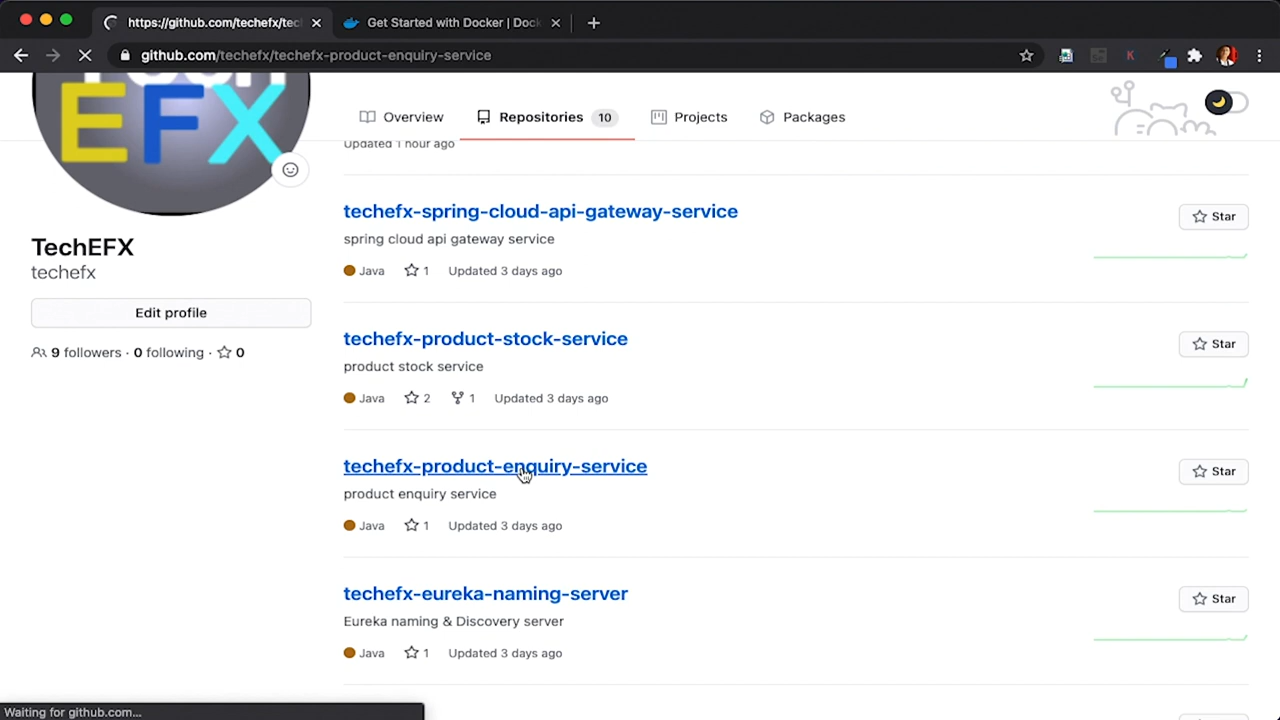 https://github.com/techefx/tec
Get Started with Docker | Dock
github.com/techefx/techefx-product-enquiry-service
EFX
Overview
Repositories 10
Projects
Packages
Updated 1 hour ago
techefx-spring-cloud-api-gateway-service
Star
spring cloud api gateway service
Java 1 Updated 3 days ago
TechEFX
techefx
Edit profile
9 followers · 0 following · 0
techefx-product-stock-service
Star
product stock service
Java 2 1 Updated 3 days ago
techefx-product-enquiry-service
Star
product enquiry service
Java 1 Updated 3 days ago
techefx-eureka-naming-server
Star
Eureka naming & Discovery server
Java 1 Updated 3 days ago
Waiting for github.com...